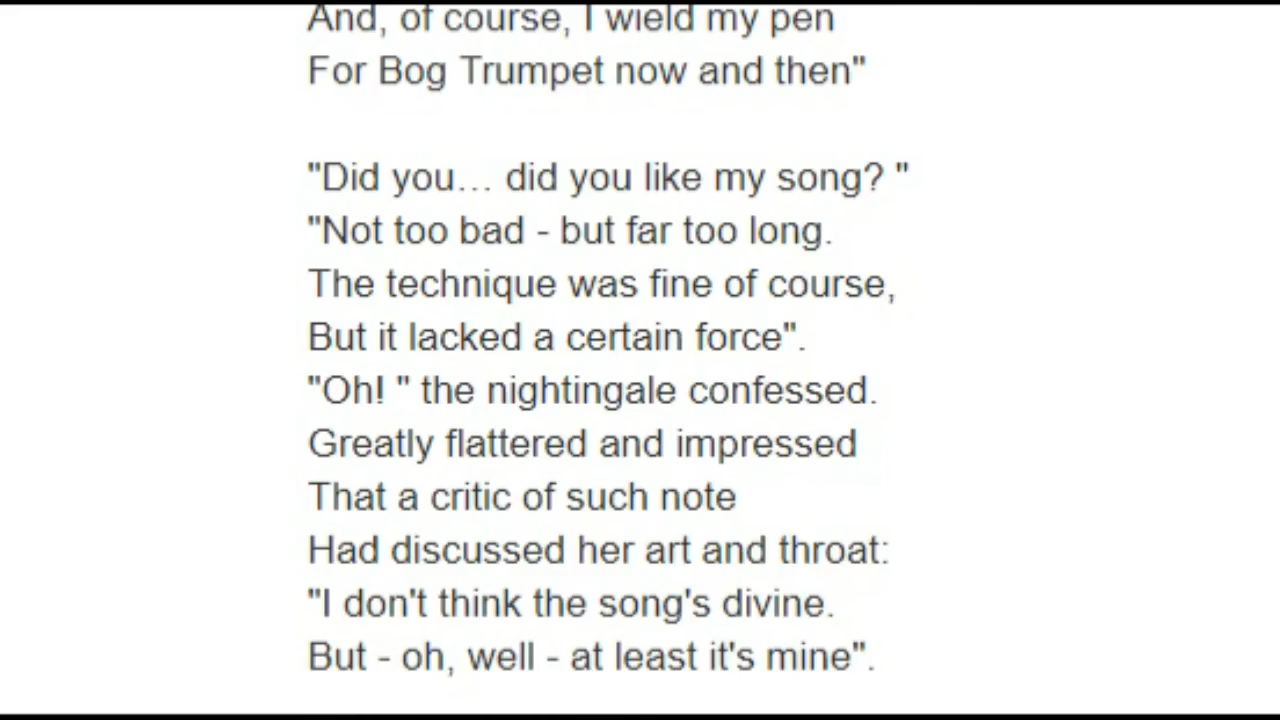 And, of course, I wield my pen
For Bog Trumpet now and then"
"Did you... did you like my song? "
"Not too bad - but far too long.
The technique was fine of course,
But it lacked a certain force".
"Oh! " the nightingale confessed.
Greatly flattered and impressed
That a critic of such note
Had discussed her art and throat:
"I don't think the song's divine.
But - oh, well - at least it's mine".